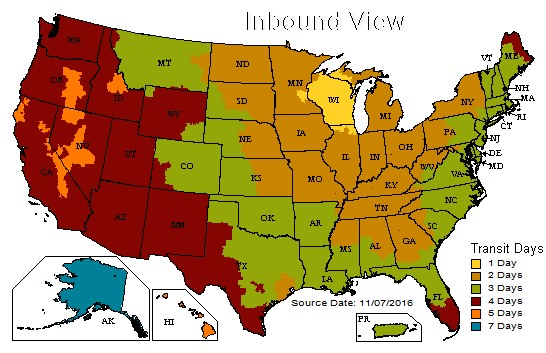 Inbound View
WA
MT
ND
MN
WI
MI
VT
ME
NH
MA
RI
CT
NY
OR
ID
WY
SD
IA
NE
IL
IN
OH
PA
NJ
DE
MD
NV
UT
CO
KS
MO
KY
WV
VA
CA
AZ
NM
OK
AR
TN
NC
SC
MS
AL
GA
TX
LA
FL
AK
HI
PR
Source Date: 11/07/2016
Transit Days
1 Day
2 Days
3 Days
4 Days
5 Days
7 Days